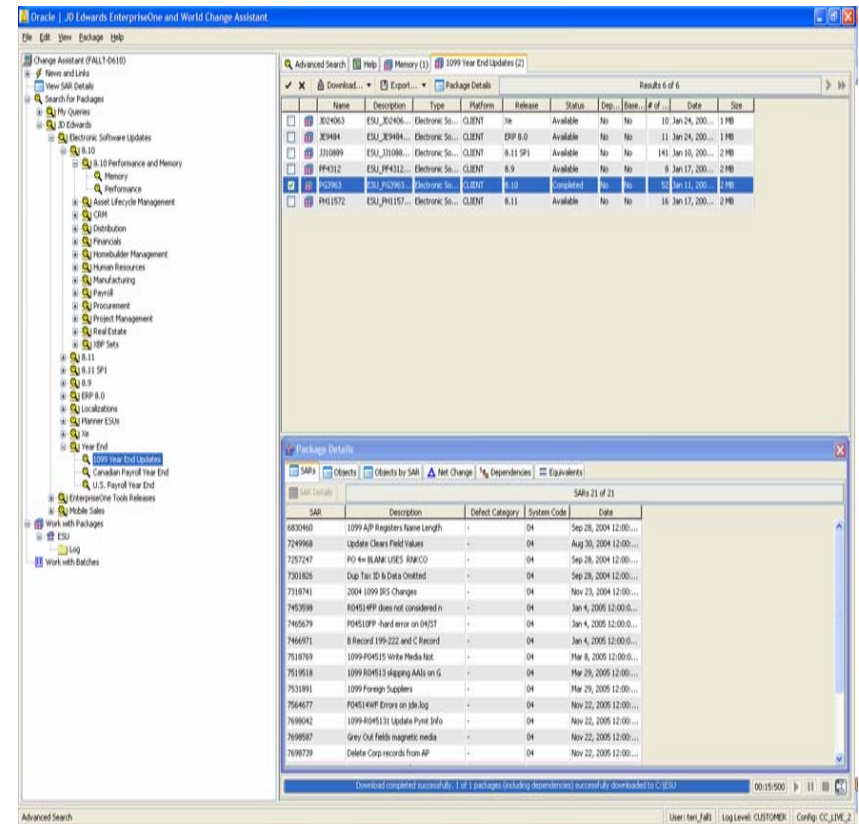 Oracle | JD Edwards EnterpriseOne and World Change Assistant
File Edit View Package Help
Change Assistant (FALLT-D610)
News and Links
View SAR Details
Search for Packages
My Queries
JD Edwards
Electronic Software Updates
8.10
8.10 Performance and Memory
Memory
Performance
Asset Lifecycle Management
CRM
Distribution
Financials
Homebuilder Management
Human Resources
Manufacturing
Payroll
Procurement
Project Management
Real Estate
XBP Sets
8.11
8.11 SP1
8.9
ERP 8.0
Localizations
Planner ESUs
Xe
Year End
1099 Year End Updates
Canadian Payroll Year End
U.S. Payroll Year End
EnterpriseOne Tools Releases
Mobile Sales
Work with Packages
ESU
Log
Work with Batches
Advanced Search Help Memory (1) 1099 Year End Updates (2)
Download... Export... Package Details Results 6 of 6
Name Description Type Platform Release Status Dep... Base... # of ... Date Size
JD24063 ESU_JD2406... Electronic So... CLIENT Xe Available No No 10 Jan 24, 200... 1 MB
JE9484 ESU_JE9484... Electronic So... CLIENT ERP 8.0 Available No No 11 Jan 24, 200... 1 MB
JJ10889 ESU_JJ1088... Electronic So... CLIENT 8.11 SP1 Available No No 141 Jan 10, 200... 2 MB
PF4312 ESU_PF4312... Electronic So... CLIENT 8.9 Available No No 8 Jan 17, 200... 2 MB
PG3963 ESU_PG3963... Electronic So... CLIENT 8.10 Completed No No 52 Jan 11, 200... 2 MB
PH11572 ESU_PH1157... Electronic So... CLIENT 8.11 Available No No 16 Jan 17, 200... 2 MB
Package Details
SARs Objects Objects by SAR Net Change Dependencies Equivalents
SAR Details SARs 21 of 21
SAR Description Defect Category System Code Date
6830460 1099 A/P Registers Name Length - 04 Sep 28, 2004 12:00:...
7249968 Update Clears Field Values - 04 Aug 30, 2004 12:00:...
7257247 PO 4= BLANK USES RNKCO - 04 Sep 28, 2004 12:00:...
7301826 Dup Tax ID & Data Omitted - 04 Sep 28, 2004 12:00:...
7318741 2004 1099 IRS Changes - 04 Nov 23, 2004 12:00:...
7453598 R04514FP does not considered n - 04 Jan 4, 2005 12:00:0...
7465679 P04510FP -hard error on 04/ST - 04 Jan 4, 2005 12:00:0...
7466971 B Record 199-222 and C Record - 04 Jan 4, 2005 12:00:0...
7518769 1099-P04515 Write Media Not - 04 Mar 8, 2005 12:00:0...
7519518 1099 R04513 skipping AAIs on G - 04 Mar 29, 2005 12:00:...
7531891 1099 Foreign Suppliers - 04 Mar 29, 2005 12:00:...
7564677 F04514WF Errors on jde.log - 04 Nov 22, 2005 12:00:...
7698042 1099-R045131 Update Pymt Info - 04 Nov 22, 2005 12:00:...
7698587 Grey Out fields magnetic media - 04 Nov 22, 2005 12:00:...
7698739 Delete Corp records from AP - 04 Nov 22, 2005 12:00:...
Download completed successfully. 1 of 1 packages (including dependencies) successfully downloaded to C:\ESU 00:15:500
Advanced Search User: teri_fallt Log Level: CUSTOMER Config: CC_LIVE_2